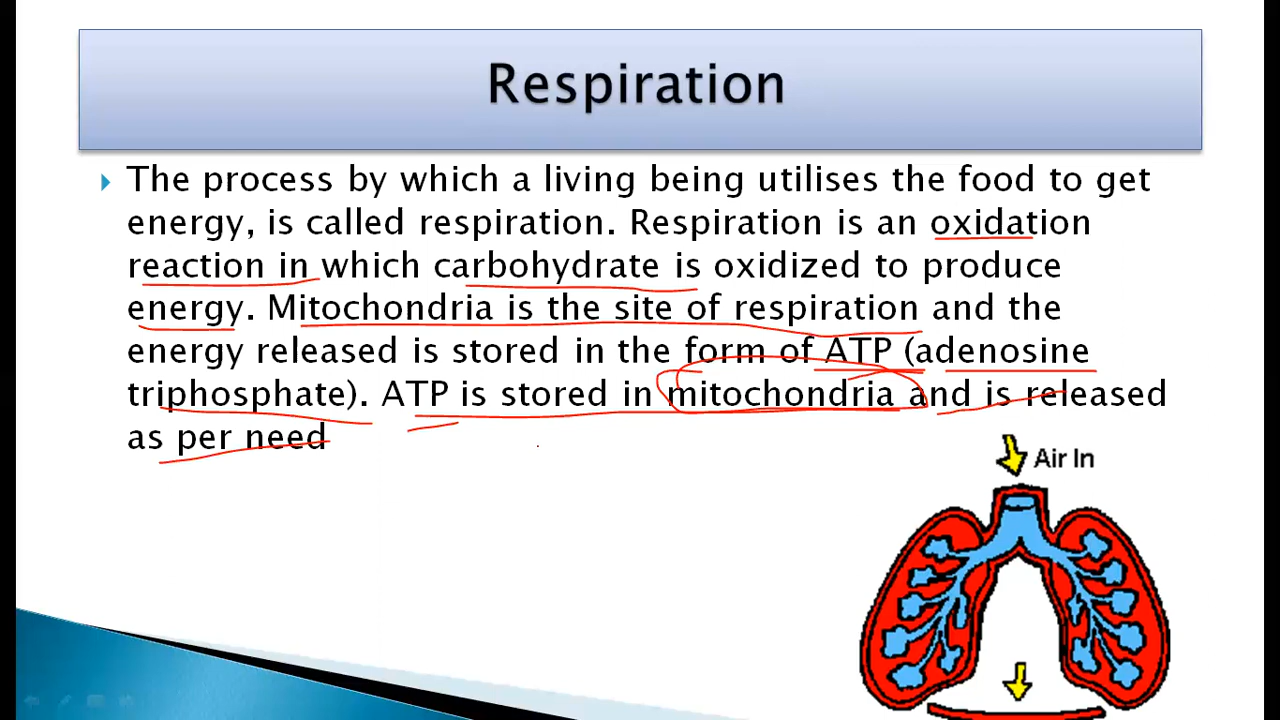 Respiration
The process by which a living being utilises the food to get
energy, is called respiration. Respiration is an oxidation
reaction in which carbohydrate is oxidized to produce
energy. Mitochondria is the site of respiration and the
energy released is stored in the form of ATP (adenosine
triphosphate). ATP is stored in mitochondria and is released
as per need
Air In